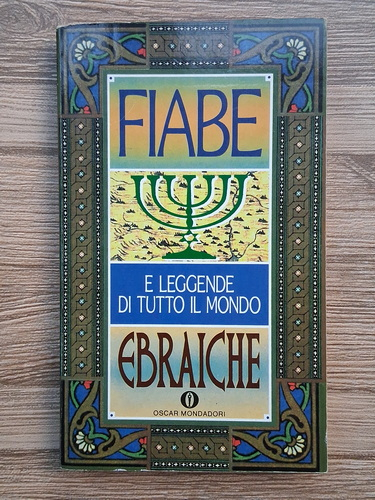 FIABE
E LEGGENDE
DI TUTTO IL MONDO
EBRAICHE
OSCAR MONDADORI